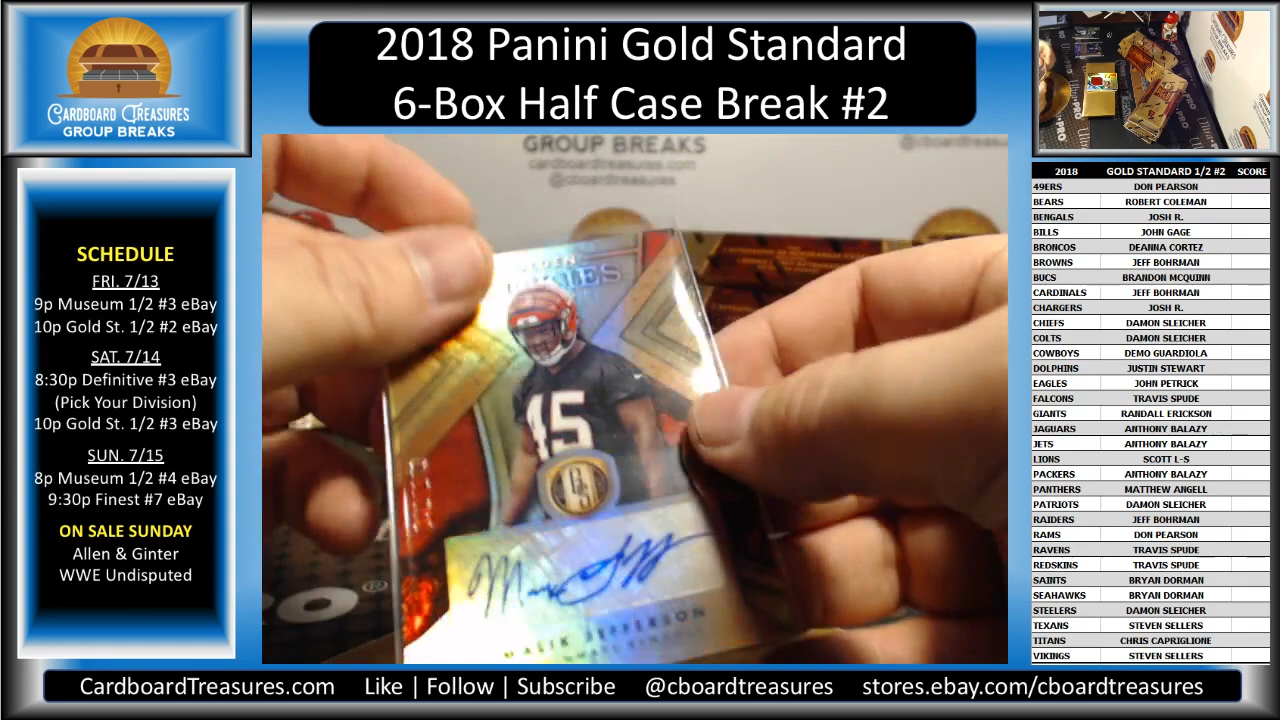 2018 Panini Gold Standard
6-Box Half Case Break #2
CARDBOARD TREASURES
GROUP BREAKS
SCHEDULE
FRI. 7/13
9p Museum 1/2 #3 eBay
10p Gold St. 1/2 #2 eBay
SAT. 7/14
8:30p Definitive #3 eBay
(Pick Your Division)
10p Gold St. 1/2 #3 eBay
SUN. 7/15
8p Museum 1/2 #4 eBay
9:30p Finest #7 eBay
ON SALE SUNDAY
Allen & Ginter
WWE Undisputed
GROUP BREAKS
cardboardtreasures.com
@cboardtreasures
45
MALIK JEFFERSON
2018 GOLD STANDARD 1/2 #2 SCORE
49ERS DON PEARSON
BEARS ROBERT COLEMAN
BENGALS JOSH R.
BILLS JOHN GAGE
BRONCOS DEANNA CORTEZ
BROWNS JEFF BOHRMAN
BUCS BRANDON MCQUINN
CARDINALS JEFF BOHRMAN
CHARGERS JOSH R.
CHIEFS DAMON SLEICHER
COLTS DAMON SLEICHER
COWBOYS DEMO GUARDIOLA
DOLPHINS JUSTIN STEWART
EAGLES JOHN PETRICK
FALCONS TRAVIS SPUDE
GIANTS RANDALL ERICKSON
JAGUARS ANTHONY BALAZY
JETS ANTHONY BALAZY
LIONS SCOTT L-S
PACKERS ANTHONY BALAZY
PANTHERS MATTHEW ANGELL
PATRIOTS DAMON SLEICHER
RAIDERS JEFF BOHRMAN
RAMS DON PEARSON
RAVENS TRAVIS SPUDE
REDSKINS TRAVIS SPUDE
SAINTS BRYAN DORMAN
SEAHAWKS BRYAN DORMAN
STEELERS DAMON SLEICHER
TEXANS STEVEN SELLERS
TITANS CHRIS CAPRIGLIONE
VIKINGS STEVEN SELLERS
CardboardTreasures.com Like | Follow | Subscribe @cboardtreasures stores.ebay.com/cboardtreasures